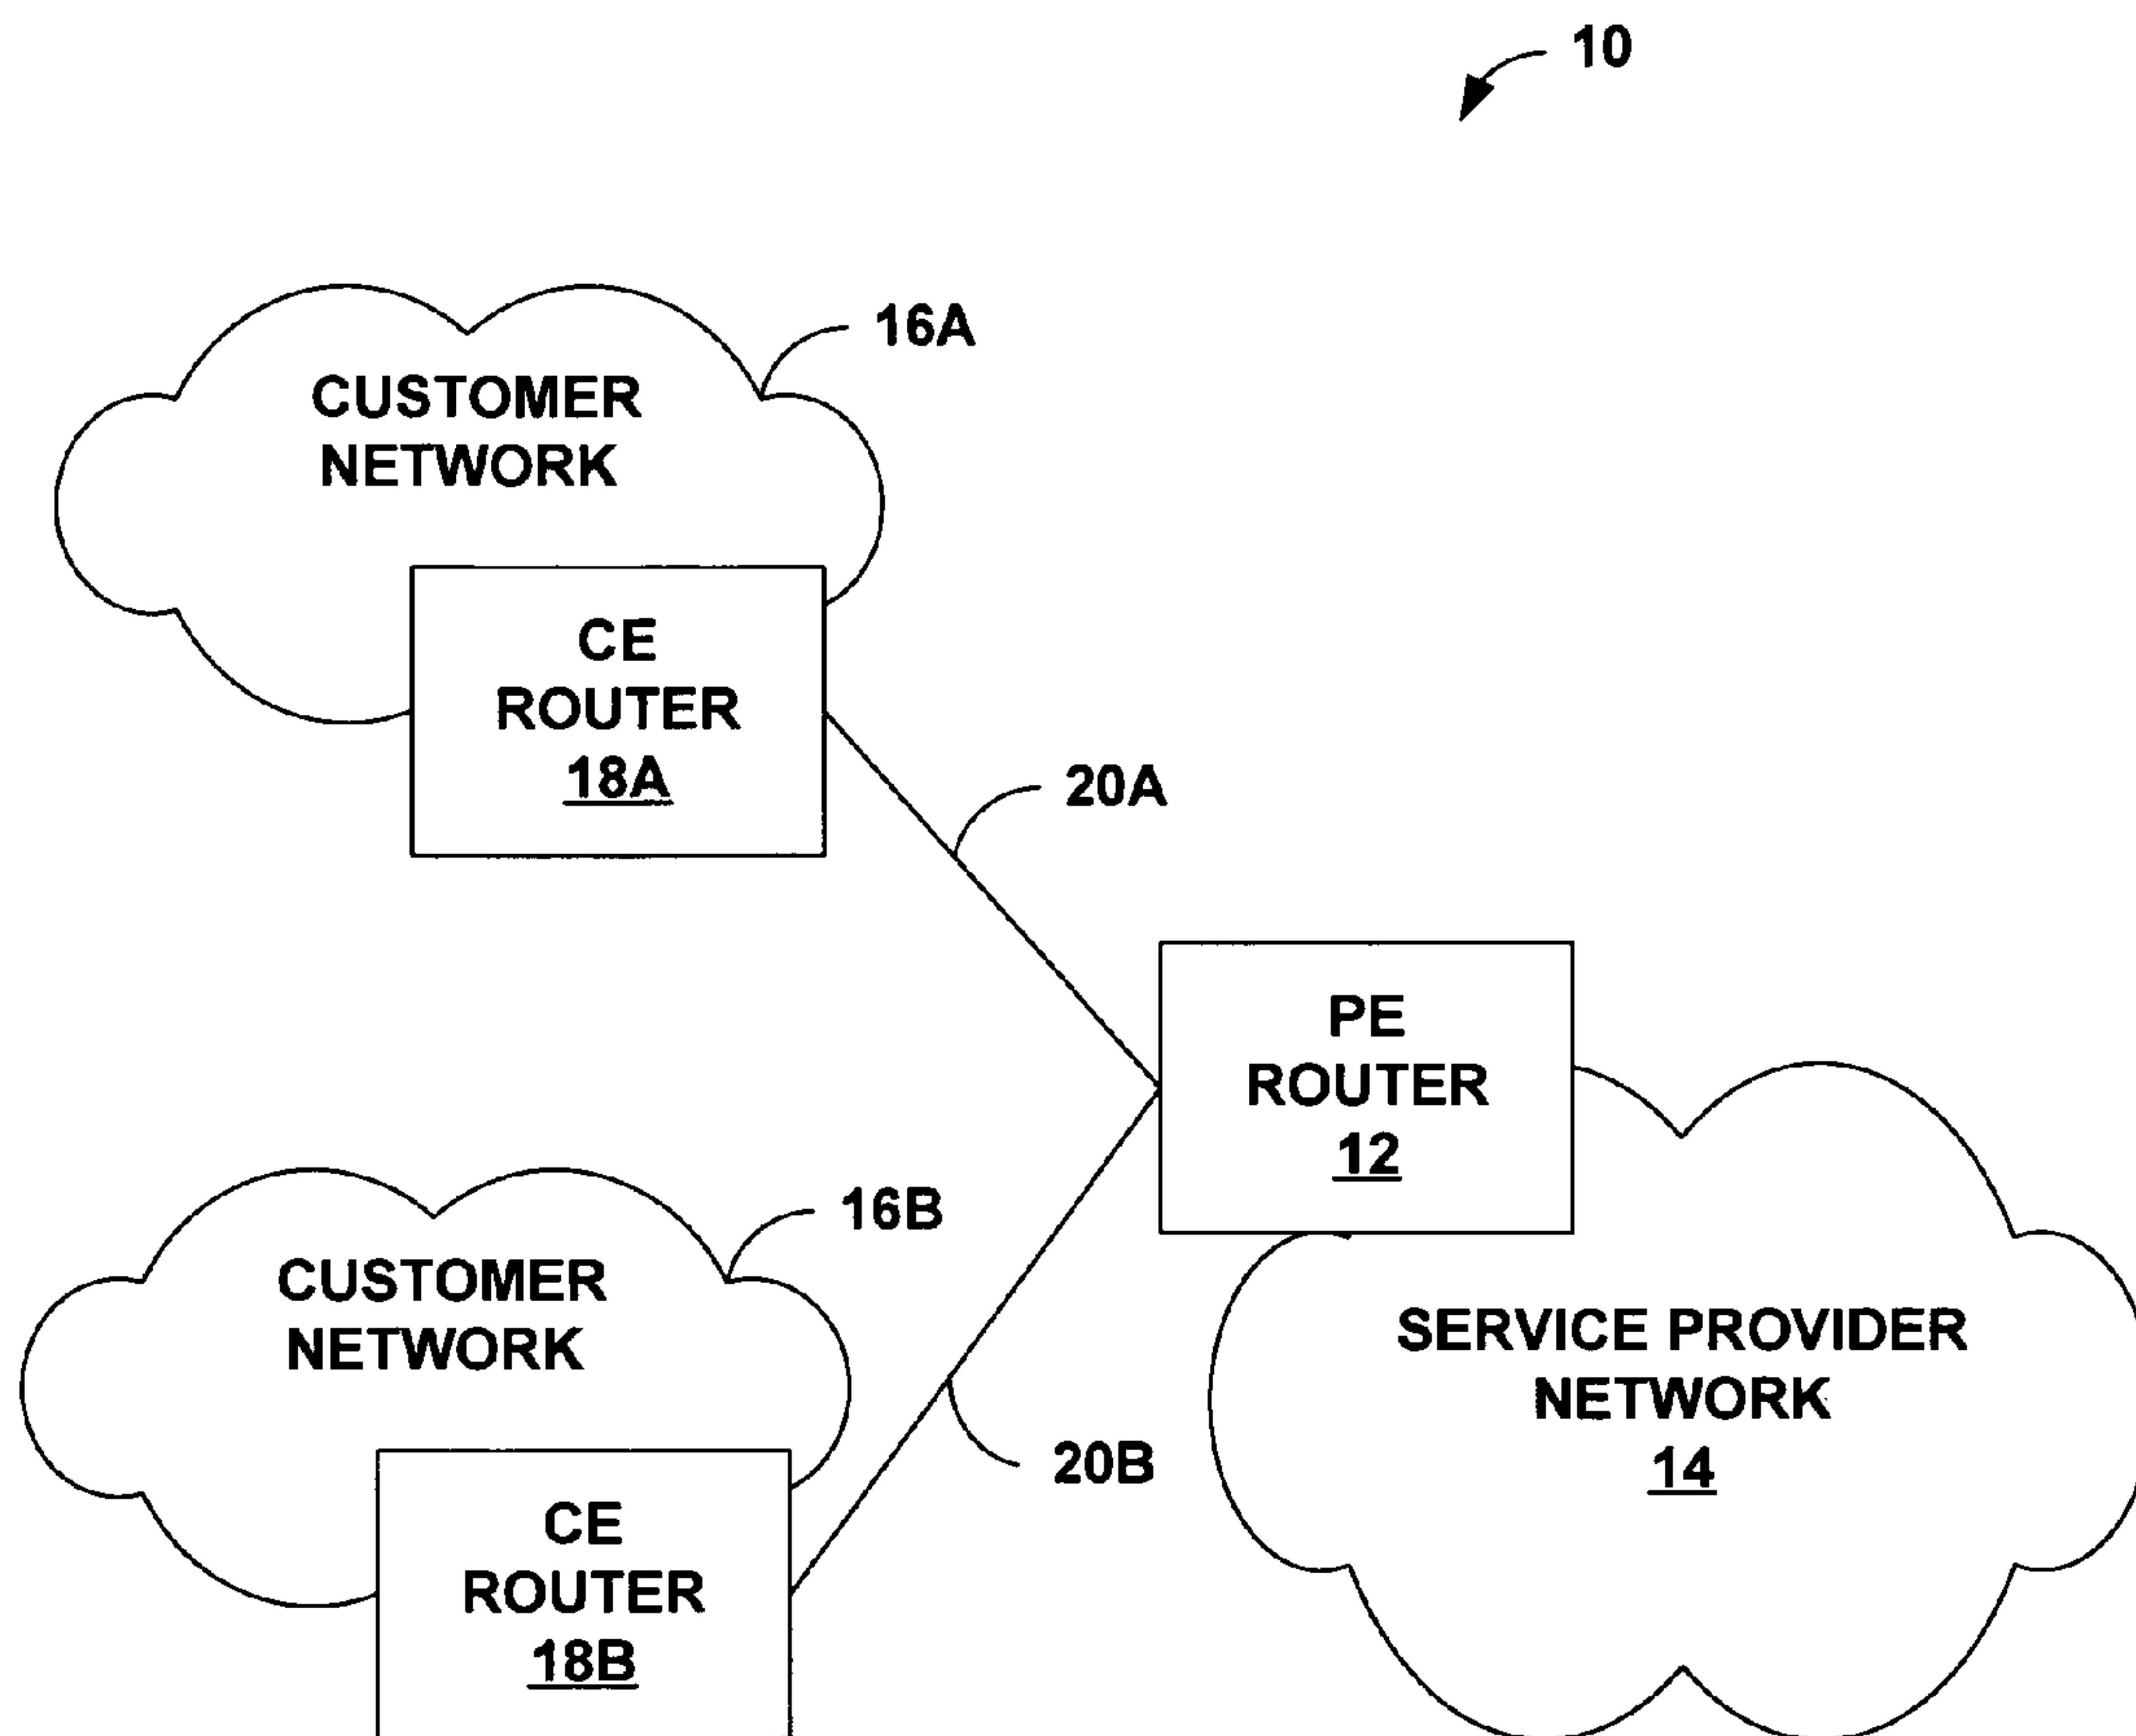 10
16A
CUSTOMER
NETWORK
CE
ROUTER
18A
20A
PE
ROUTER
12
16B
CUSTOMER
NETWORK
SERVICE PROVIDER
NETWORK
14
20B
CE
ROUTER
18B